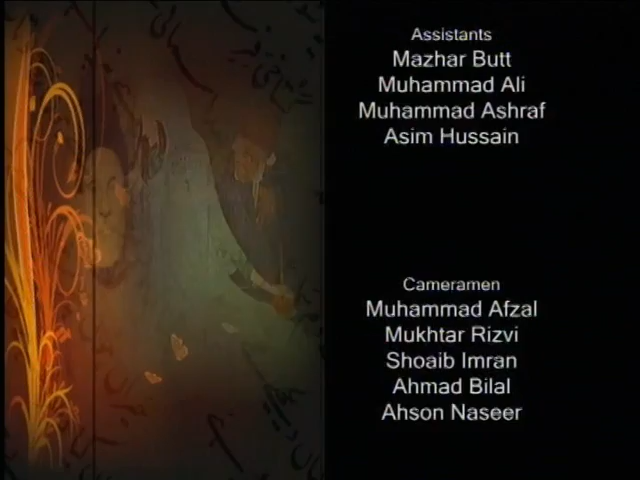 Assistants
Mazhar Butt
Muhammad Ali
Muhammad Ashraf
Asim Hussain
Cameramen
Muhammad Afzal
Mukhtar Rizvi
Shoaib Imran
Ahmad Bilal
Ahson Naseer